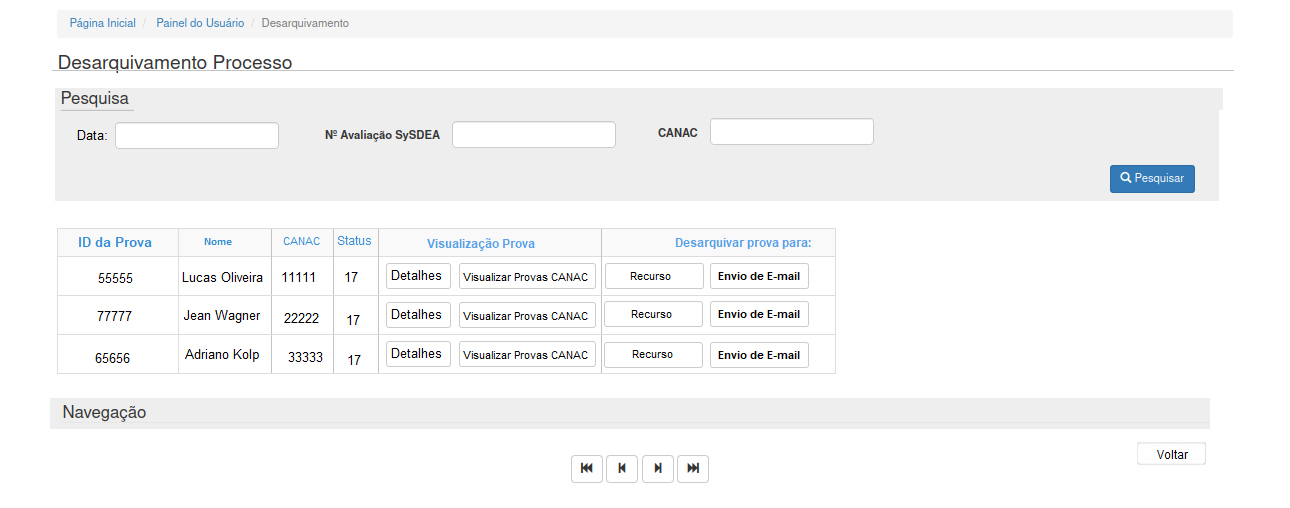 Página Inicial / Painel do Usuário / Desarquivamento
Desarquivamento Processo
Pesquisa
Data: Nº Avaliação SySDEA CANAC
Pesquisar
ID da Prova Nome CANAC Status Visualização Prova Desarquivar prova para:
55555 Lucas Oliveira 11111 17 Detalhes Visualizar Provas CANAC Recurso Envio de E-mail
77777 Jean Wagner 22222 17 Detalhes Visualizar Provas CANAC Recurso Envio de E-mail
65656 Adriano Kolp 33333 17 Detalhes Visualizar Provas CANAC Recurso Envio de E-mail
Navegação
Voltar